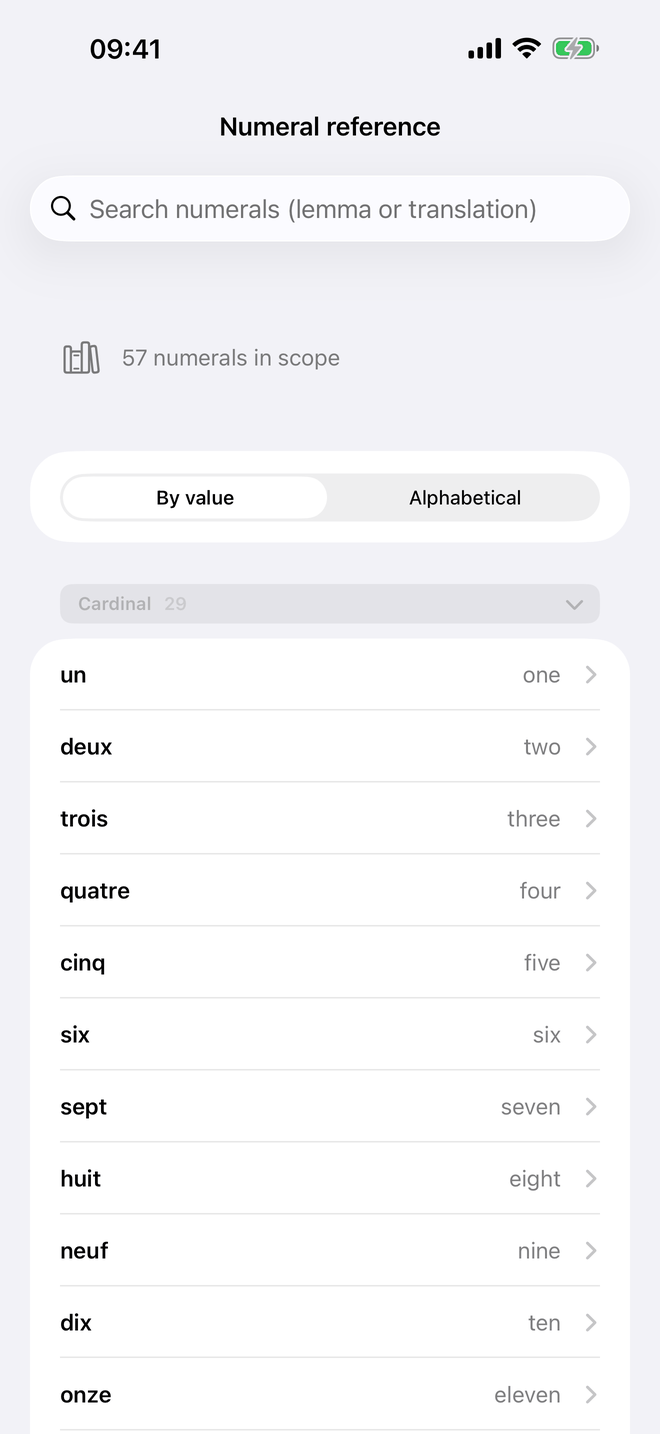 09:41
Numeral reference
Search numerals (lemma or translation)
57 numerals in scope
By value Alphabetical
Cardinal 29
un one
deux two
trois three
quatre four
cinq five
six six
sept seven
huit eight
neuf nine
dix ten
onze eleven